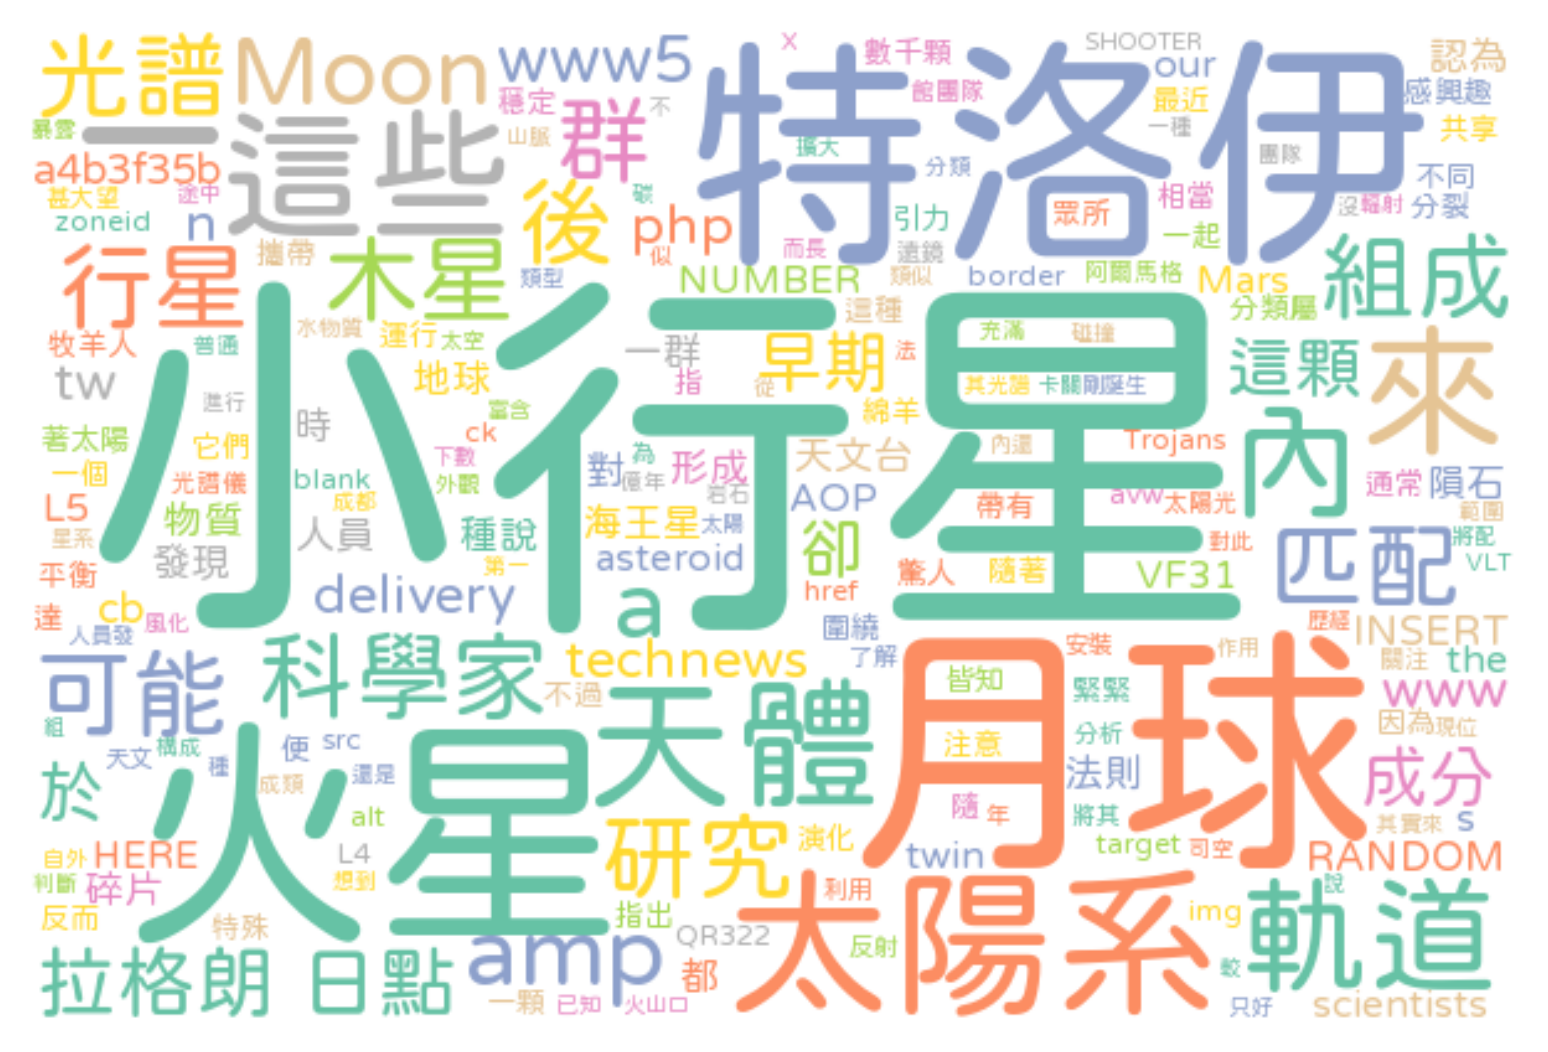 光譜 Moon www5 特洛伊 x 數千顆 SHOOTER our 認為
穩定 不 館團隊 最近 感興趣
暴露 一 這些 山脈 群 擴大 一種 共享
a4b3f35b 分類 團隊 不同
甚大望 途中 後 相當 沒 輻射 分裂
zoneid n php 引力 眾所 一起
行星 攜帶 木星 似 而長 遠鏡 組成
類型 NUMBER 類似 border 阿爾馬格 Mars
小行星 這種 分類屬
牧羊人 普通 水物質 運行 太空 一群 早期 法 充滿 碰撞 這顆 來
tw 地球 指 從 其光譜 卡關 剛誕生
進行 富含 綿羊
著太陽 它們 時 ck 為 Trojans 內
一個 光譜儀 blank 下數 對 形成 天文台 內還 通常 隕石
L5 成都 外觀 億年 岩石 AOP 帶有 avw 太陽光 範圍
星系 物質 人員 種說 海王星 太陽 卻 對此 匹配 將配
平衡 發現 第一 asteroid 驚人 隨著 VF31 VLT
達 cb 風化 delivery a href
人員發 圍繞 歷經 INSERT
可能 科學家 technews 了解 月球 安裝 作用 關注 the
不過 皆知 緊緊 www
組 天文 構成 便 src 天體 注意 分析 因為 現位
於 種 成類 還是 火星 法則 成分
alt 隨 年 將其 其實來 s
自外 HERE L4 研究 演化 twin target 司空 RANDOM
判斷 碎片 想到 利用 太陽系 說 軌道
反而 特殊 指出 img
拉格朗日點 amp QR322 反射
都 較
一顆 已知 火山口 只好 scientists